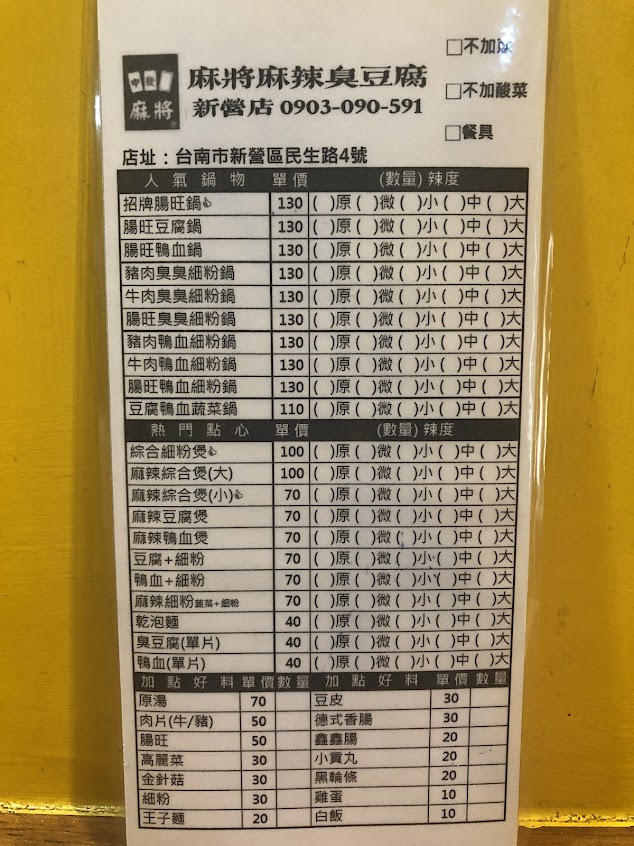 □不加麻
□不加酸菜
□餐具
中發
麻將
麻將麻辣臭豆腐
新營店 0903-090-591
店址：台南市新營區民生路4號
人氣鍋物 單價 (數量)辣度
招牌腸旺鍋👍 130 ( )原( )微( )小( )中( )大
腸旺豆腐鍋 130 ( )原( )微( )小( )中( )大
腸旺鴨血鍋 130 ( )原( )微( )小( )中( )大
豬肉臭臭細粉鍋 130 ( )原( )微( )小( )中( )大
牛肉臭臭細粉鍋 130 ( )原( )微( )小( )中( )大
腸旺臭臭細粉鍋 130 ( )原( )微( )小( )中( )大
豬肉鴨血細粉鍋 130 ( )原( )微( )小( )中( )大
牛肉鴨血細粉鍋 130 ( )原( )微( )小( )中( )大
腸旺鴨血細粉鍋 130 ( )原( )微( )小( )中( )大
豆腐鴨血蔬菜鍋 110 ( )原( )微( )小( )中( )大
熱門點心 單價 (數量)辣度
綜合細粉煲👍 100 ( )原( )微( )小( )中( )大
麻辣綜合煲(大) 100 ( )原( )微( )小( )中( )大
麻辣綜合煲(小)👍 70 ( )原( )微( )小( )中( )大
麻辣豆腐煲 70 ( )原( )微( )小( )中( )大
麻辣鴨血煲 70 ( )原( )微( )小( )中( )大
豆腐+細粉 70 ( )原( )微( )小( )中( )大
鴨血+細粉 70 ( )原( )微( )小( )中( )大
麻辣細粉蔬菜+細粉 70 ( )原( )微( )小( )中( )大
乾泡麵 40 ( )原( )微( )小( )中( )大
臭豆腐(單片) 40 ( )原( )微( )小( )中( )大
鴨血(單片) 40 ( )原( )微( )小( )中( )大
加點好料 單價 數量 加點好料 單價 數量
原湯 70 豆皮 30
肉片(牛/豬) 50 德式香腸 30
腸旺 50 鑫鑫腸 20
高麗菜 30 小貢丸 20
金針菇 30 黑輪條 20
細粉 30 雞蛋 10
王子麵 20 白飯 10